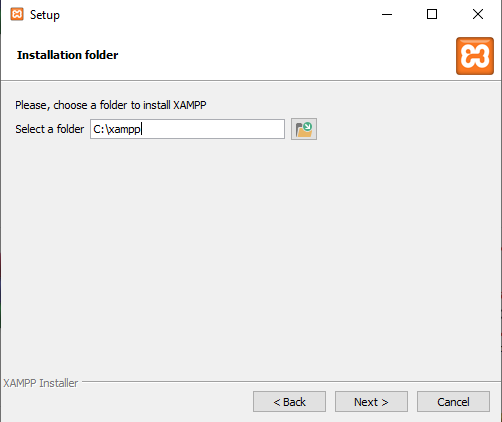 Setup
Installation folder
Please, choose a folder to install XAMPP
Select a folder C:\xampp
XAMPP Installer
< Back Next > Cancel